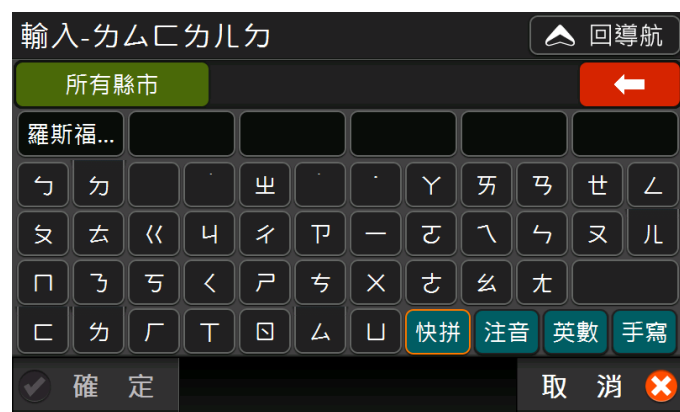 輸入-ㄌㄙㄈㄌㄦㄉ 回導航
所有縣市
羅斯福...
ㄅ ㄉ ˙ ㄓ ˙ ˙ ㄚ ㄞ ㄢ ㄝ ㄥ
ㄆ ㄊ ㄍ ㄐ ㄔ ㄗ ㄧ ㄛ ㄟ ㄣ ㄡ ㄦ
ㄇ ㄋ ㄎ ㄑ ㄕ ㄘ ㄨ ㄜ ㄠ ㄤ
ㄈ ㄌ ㄏ ㄒ ㄖ ㄙ ㄩ 快拼 注音 英數 手寫
確定 取消